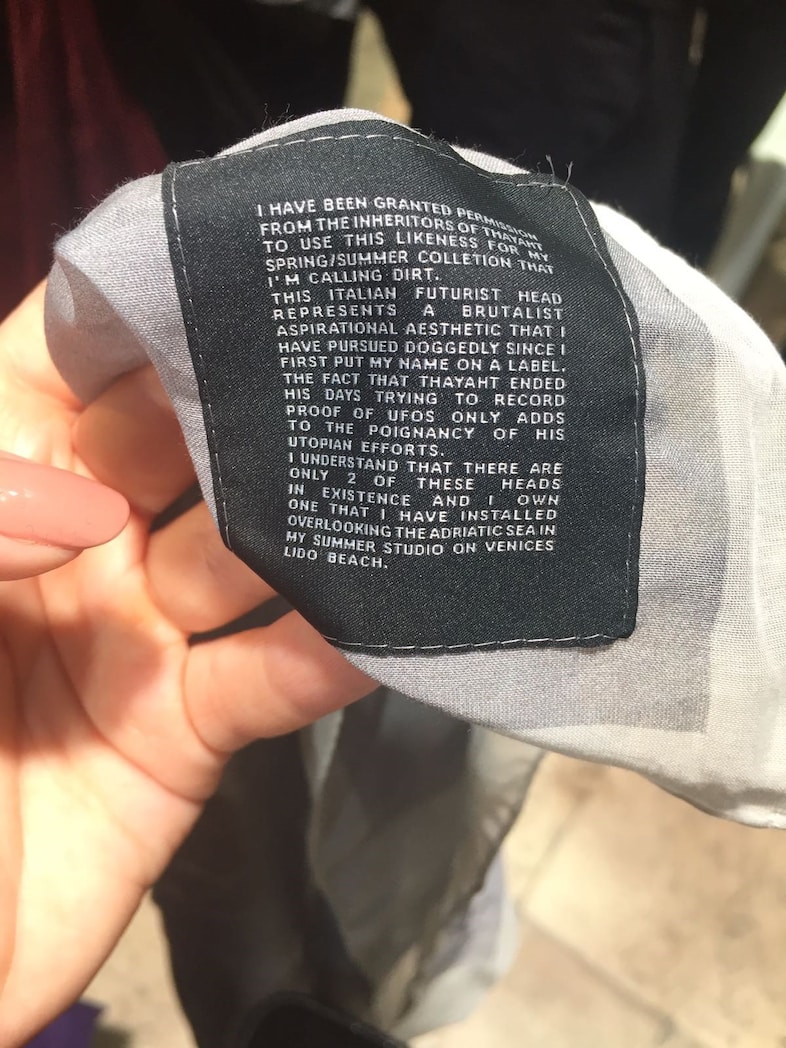 I HAVE BEEN GRANTED PERMISSION
FROM THE INHERITORS OF THAYAHT
TO USE THIS LIKENESS FOR MY
SPRING/SUMMER COLLETION THAT
I'M CALLING DIRT.
THIS ITALIAN FUTURIST HEAD
REPRESENTS A BRUTALIST
ASPIRATIONAL AESTHETIC THAT I
HAVE PURSUED DOGGEDLY SINCE I
FIRST PUT MY NAME ON A LABEL.
THE FACT THAT THAYAHT ENDED
HIS DAYS TRYING TO RECORD
PROOF OF UFOS ONLY ADDS
TO THE POIGNANCY OF HIS
UTOPIAN EFFORTS.
I UNDERSTAND THAT THERE ARE
ONLY 2 OF THESE HEADS
IN EXISTENCE AND I OWN
ONE THAT I HAVE INSTALLED
OVERLOOKING THE ADRIATIC SEA IN
MY SUMMER STUDIO ON VENICES
LIDO BEACH.